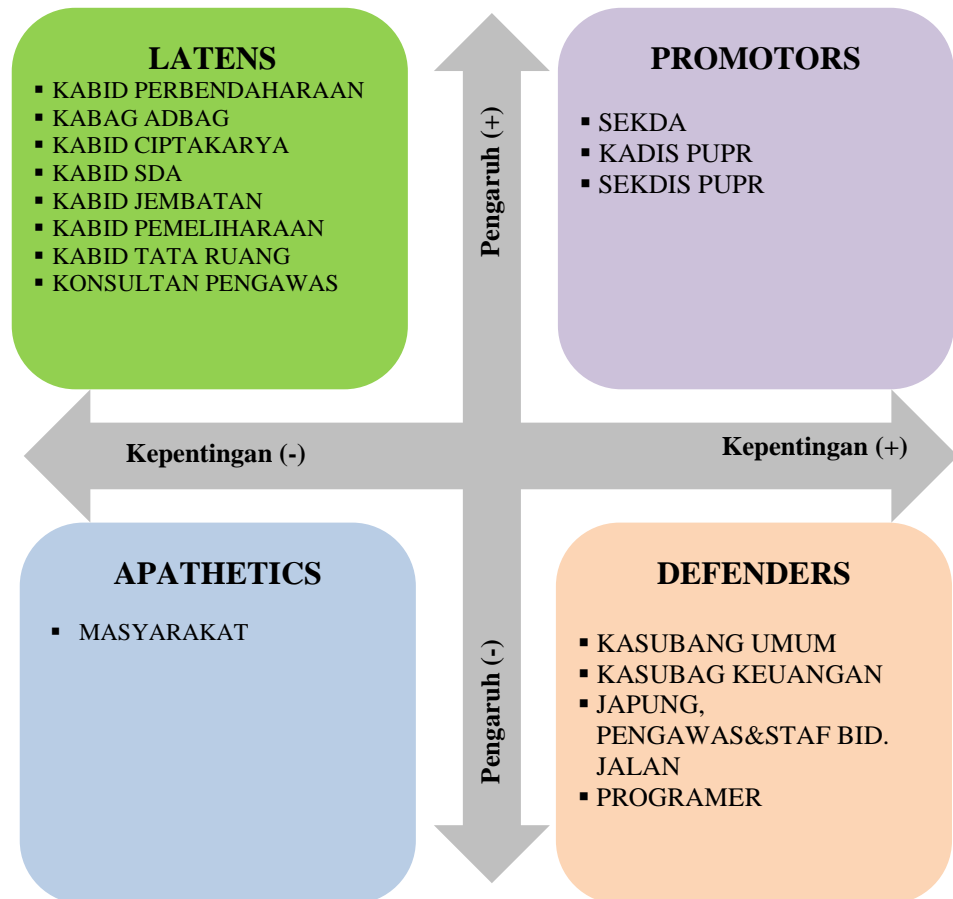 LATENS
▪ KABID PERBENDAHARAAN
▪ KABAG ADBAG
▪ KABID CIPTAKARYA
▪ KABID SDA
▪ KABID JEMBATAN
▪ KABID PEMELIHARAAN
▪ KABID TATA RUANG
▪ KONSULTAN PENGAWAS
Pengaruh (+)
PROMOTORS
▪ SEKDA
▪ KADIS PUPR
▪ SEKDIS PUPR
Kepentingan (-)
Kepentingan (+)
APATHETICS
▪ MASYARAKAT
Pengaruh (-)
DEFENDERS
▪ KASUBANG UMUM
▪ KASUBAG KEUANGAN
▪ JAPUNG,
PENGAWAS&STAF BID.
JALAN
▪ PROGRAMER